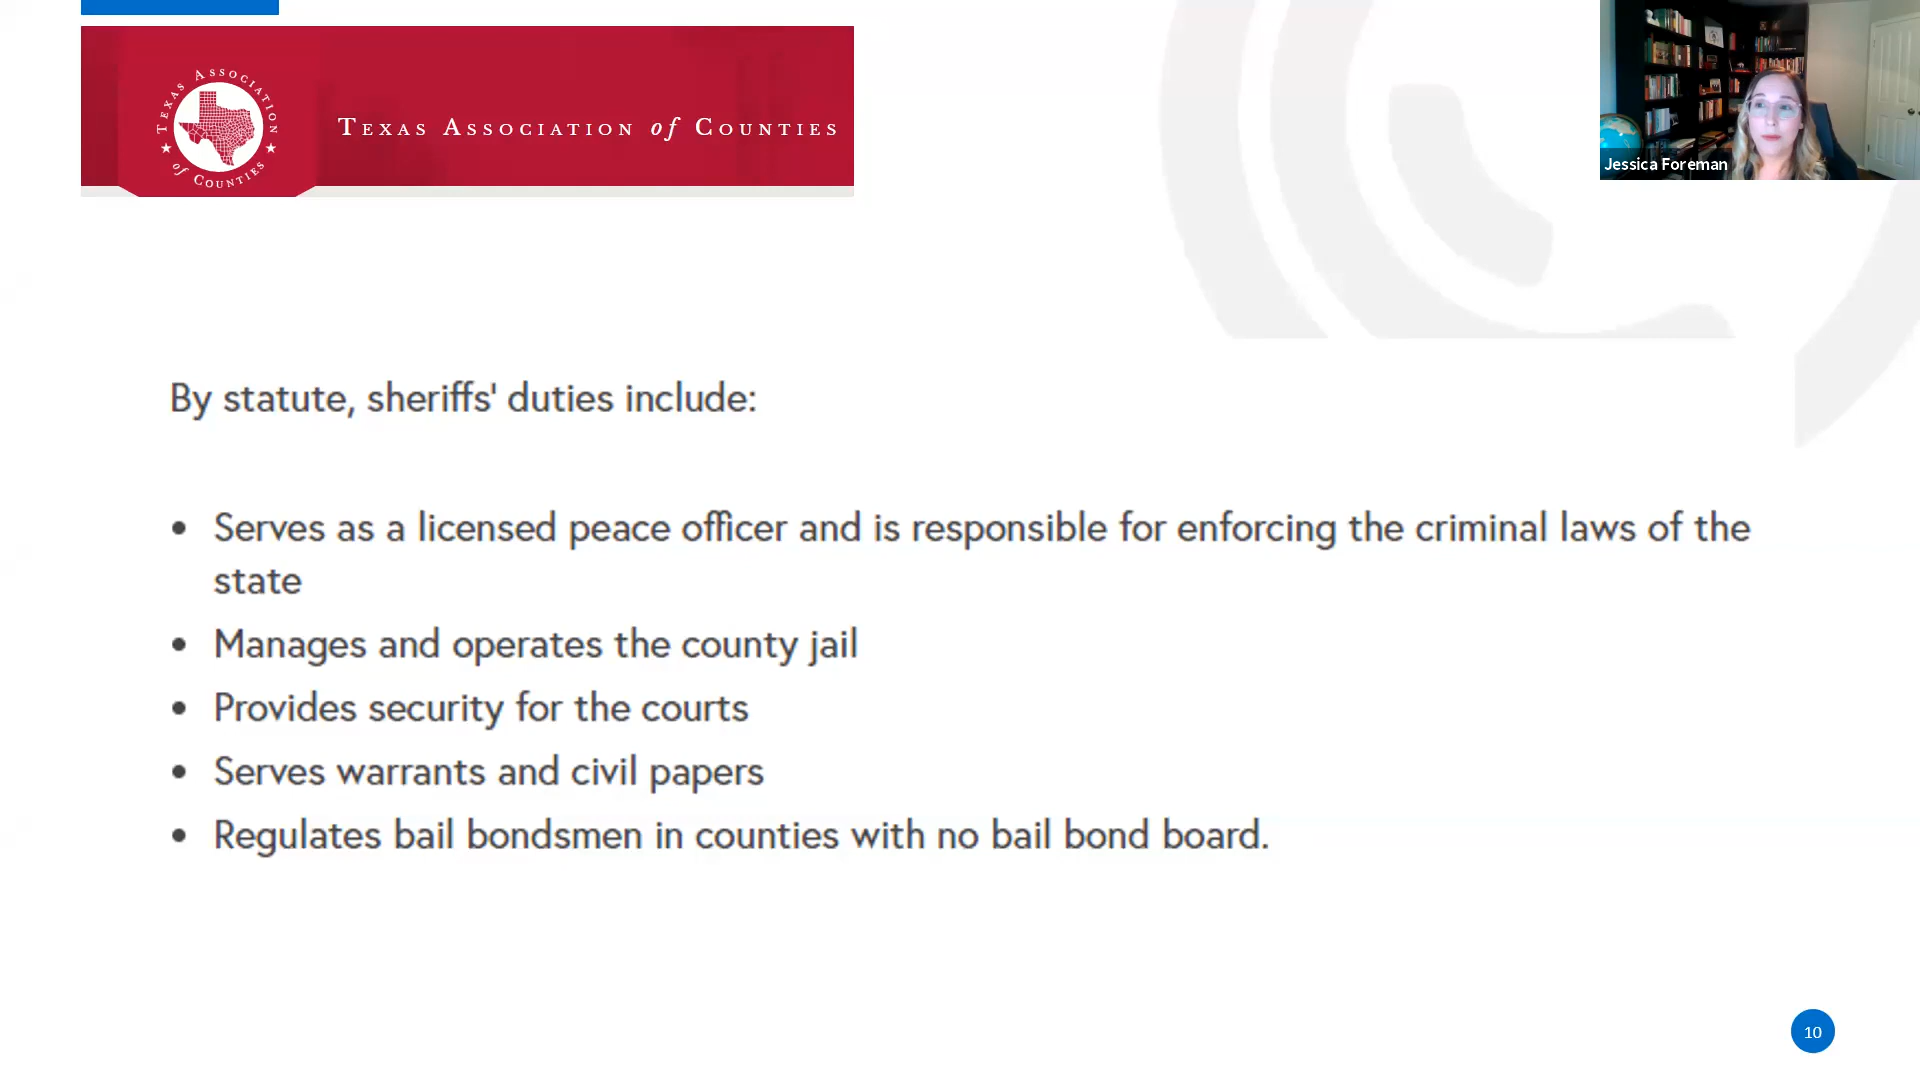 TEXAS ASSOCIATION
of COUNTIES
TEXAS ASSOCIATION of COUNTIES
Jessica Foreman
By statute, sheriffs' duties include:
• Serves as a licensed peace officer and is responsible for enforcing the criminal laws of the
state
• Manages and operates the county jail
• Provides security for the courts
• Serves warrants and civil papers
• Regulates bail bondsmen in counties with no bail bond board.
10